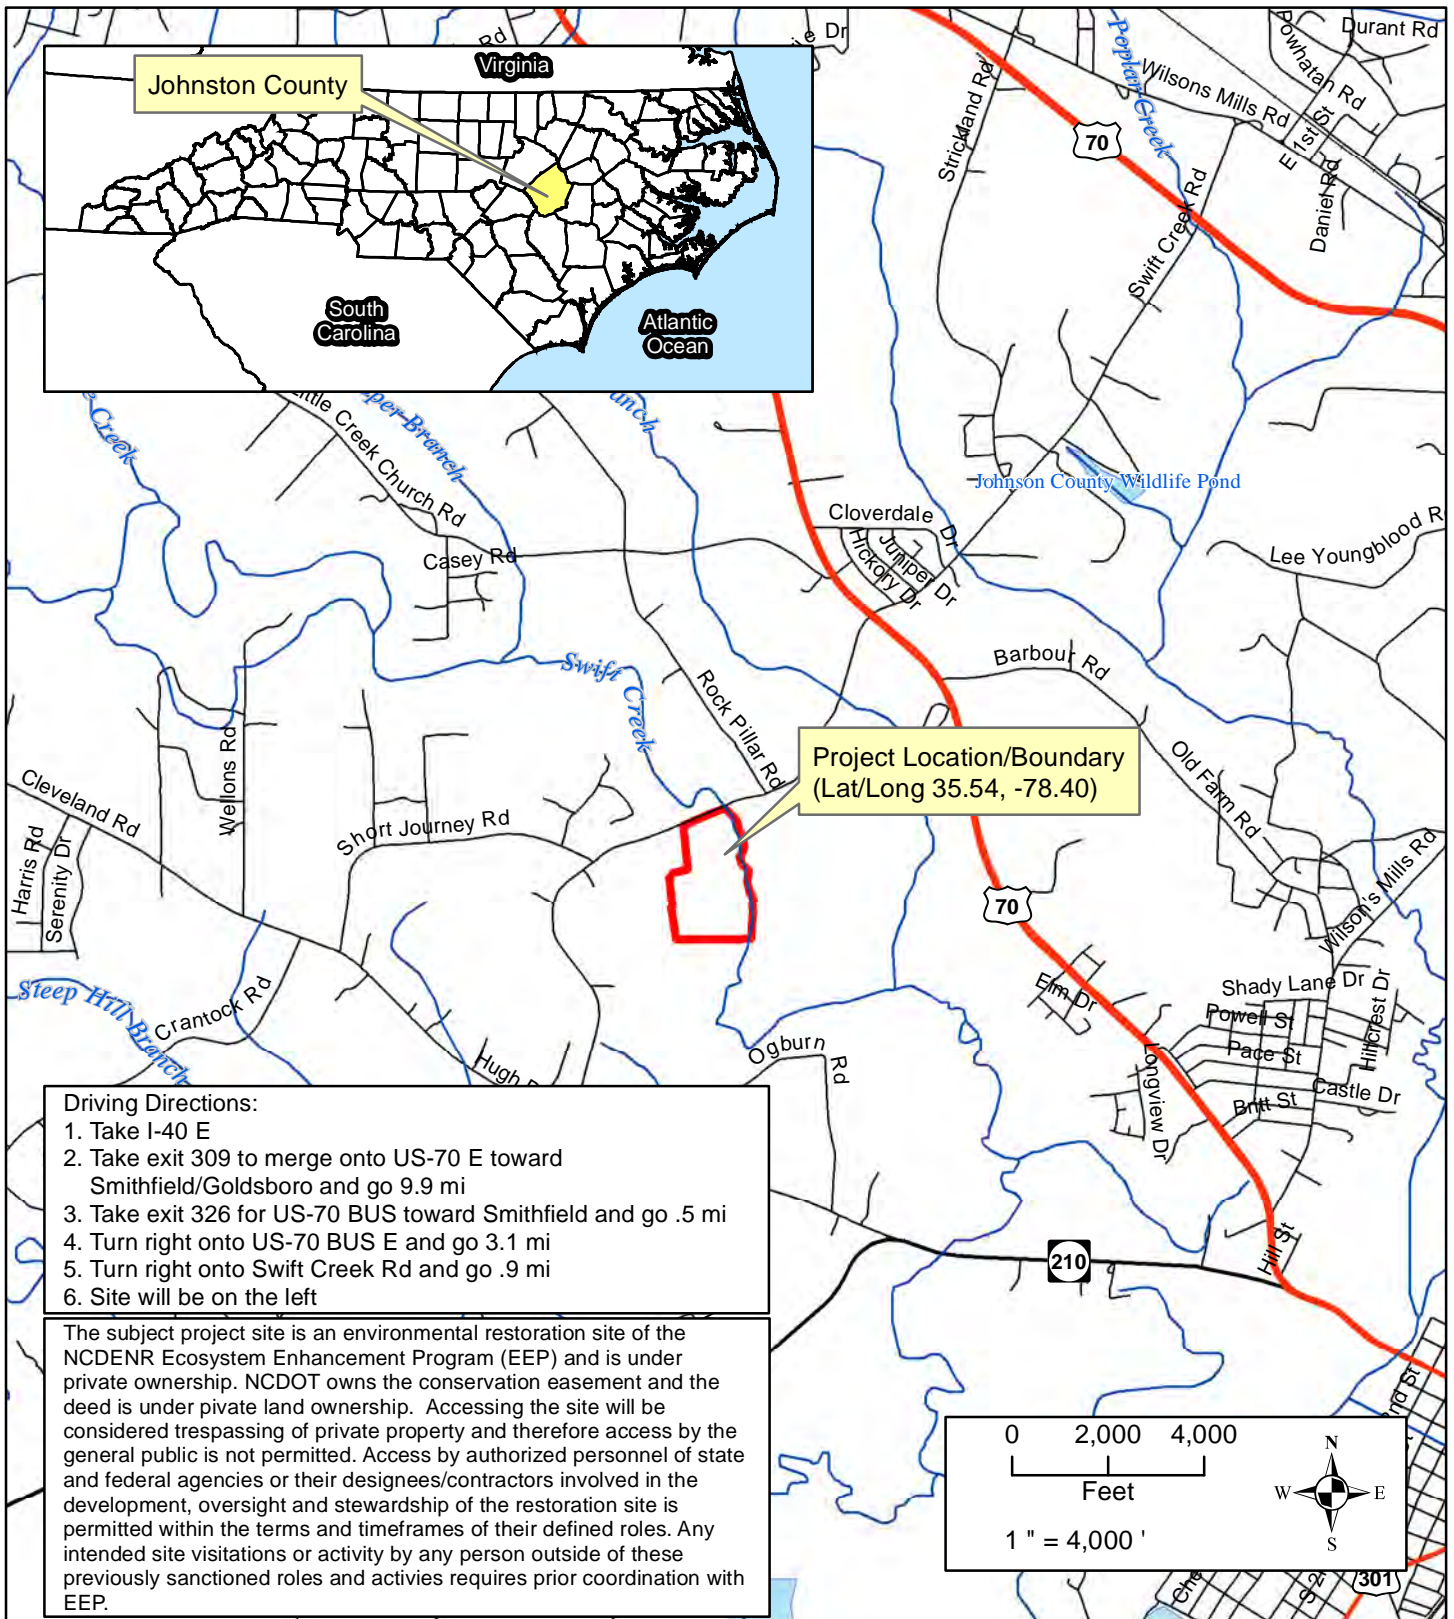 Rd
ie Dr
Durant Rd
Powhatan Rd
Poplar Creek
Wilsons Mills Rd
E 1st St
Daniel Rd
Strickland Rd
70
Swift Creek Rd
Johnston County
Virginia
South
Carolina
Atlantic
Ocean
e Creek
ittle Creek Church Rd
per Branch
anch
Johnson County Wildlife Pond
Cloverdale Dr
Juniper Dr
Hickory Dr
Casey Rd
Lee Youngblood R
Swift Creek
Rock Pillar Rd
Barbour Rd
Old Farm Rd
Wilson's Mills Rd
Project Location/Boundary
(Lat/Long 35.54, -78.40)
Cleveland Rd
Wellons Rd
Short Journey Rd
Harris Rd
Serenity Dr
70
Elm Dr
Shady Lane Dr
Hillcrest Dr
Powell St
Pace St
Castle Dr
Britt St
Longview Dr
Steep Hill Branch
Crantock Rd
Hugh
Ogburn Rd
Hill St
210
Driving Directions:
1. Take I-40 E
2. Take exit 309 to merge onto US-70 E toward
Smithfield/Goldsboro and go 9.9 mi
3. Take exit 326 for US-70 BUS toward Smithfield and go .5 mi
4. Turn right onto US-70 BUS E and go 3.1 mi
5. Turn right onto Swift Creek Rd and go .9 mi
6. Site will be on the left
The subject project site is an environmental restoration site of the
NCDENR Ecosystem Enhancement Program (EEP) and is under
private ownership. NCDOT owns the conservation easement and the
deed is under pivate land ownership. Accessing the site will be
considered trespassing of private property and therefore access by the
general public is not permitted. Access by authorized personnel of state
and federal agencies or their designees/contractors involved in the
development, oversight and stewardship of the restoration site is
permitted within the terms and timeframes of their defined roles. Any
intended site visitations or activity by any person outside of these
previously sanctioned roles and activies requires prior coordination with
EEP.
0 2,000 4,000
Feet
1 " = 4,000 '
N
W E
S
2nd St
Che
S 2
301